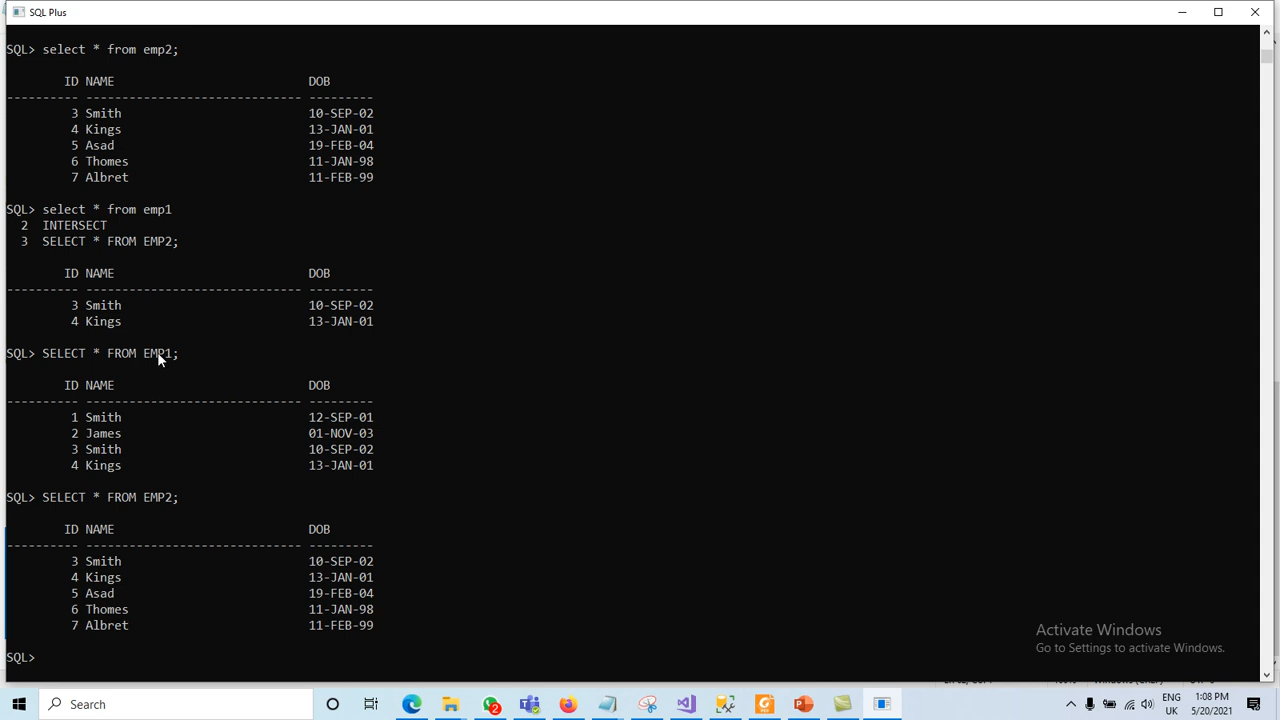 SQL Plus
SQL> select * from emp2;
ID NAME DOB
---------- ------------------------------ ---------
3 Smith 10-SEP-02
4 Kings 13-JAN-01
5 Asad 19-FEB-04
6 Thomes 11-JAN-98
7 Albret 11-FEB-99
SQL> select * from emp1
2 INTERSECT
3 SELECT * FROM EMP2;
ID NAME DOB
---------- ------------------------------ ---------
3 Smith 10-SEP-02
4 Kings 13-JAN-01
SQL> SELECT * FROM EMP1;
ID NAME DOB
---------- ------------------------------ ---------
1 Smith 12-SEP-01
2 James 01-NOV-03
3 Smith 10-SEP-02
4 Kings 13-JAN-01
SQL> SELECT * FROM EMP2;
ID NAME DOB
---------- ------------------------------ ---------
3 Smith 10-SEP-02
4 Kings 13-JAN-01
5 Asad 19-FEB-04
6 Thomes 11-JAN-98
7 Albret 11-FEB-99
SQL>
Activate Windows
Go to Settings to activate Windows.
Search
2
ENG
UK
1:08 PM
5/20/2021